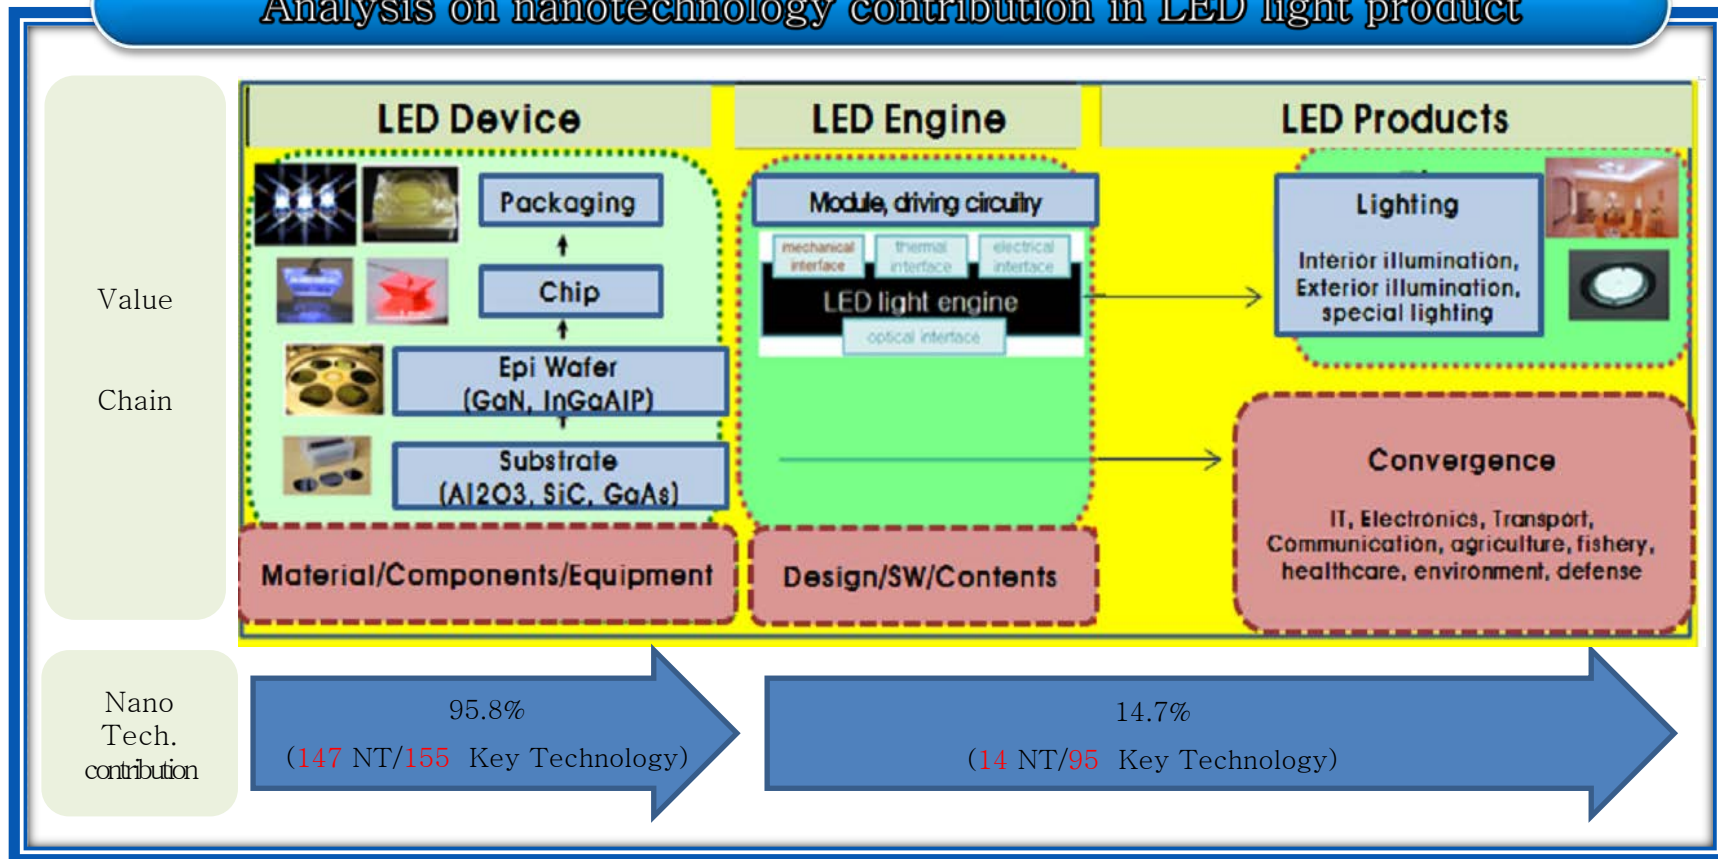 Analysis on nanotechnology contribution in LED light product
Value
Chain
LED Device
Packaging
Chip
Epi Wafer
(GaN, InGaAlP)
Substrate
(Al2O3, SiC, GaAs)
Material/Components/Equipment
LED Engine
Module, driving circuitry
mechanical
interface
thermal
interface
electrical
interface
LED light engine
optical interface
Design/SW/Contents
LED Products
Lighting
Interior illumination,
Exterior illumination,
special lighting
Convergence
IT, Electronics, Transport,
Communication, agriculture, fishery,
healthcare, environment, defense
Nano
Tech.
contribution
95.8%
(147 NT/155 Key Technology)
14.7%
(14 NT/95 Key Technology)